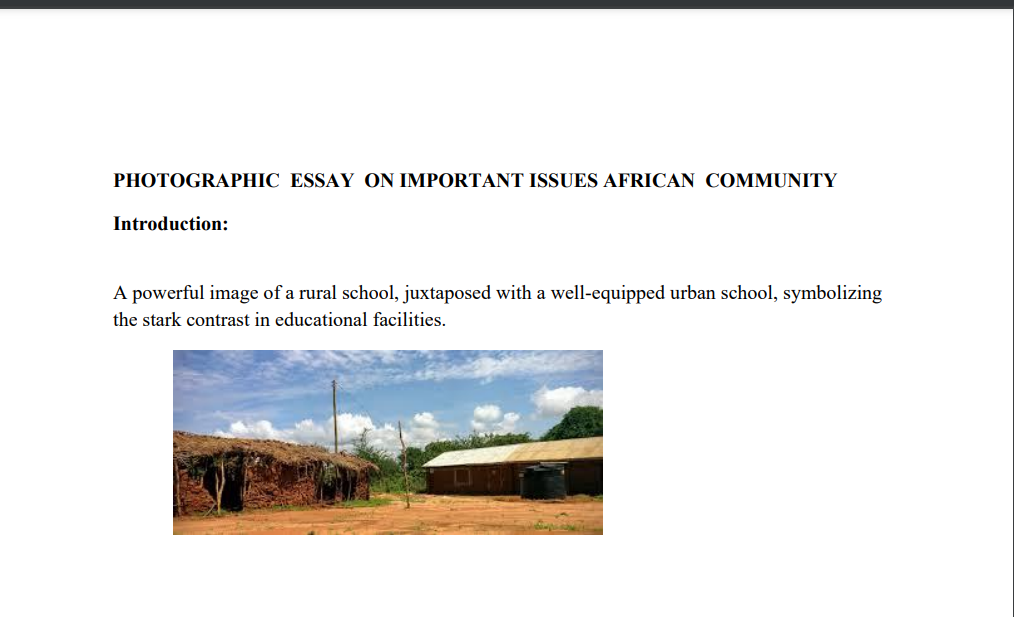 PHOTOGRAPHIC ESSAY ON IMPORTANT ISSUES AFRICAN COMMUNITY
Introduction:
A powerful image of a rural school, juxtaposed with a well-equipped urban school, symbolizing
the stark contrast in educational facilities.